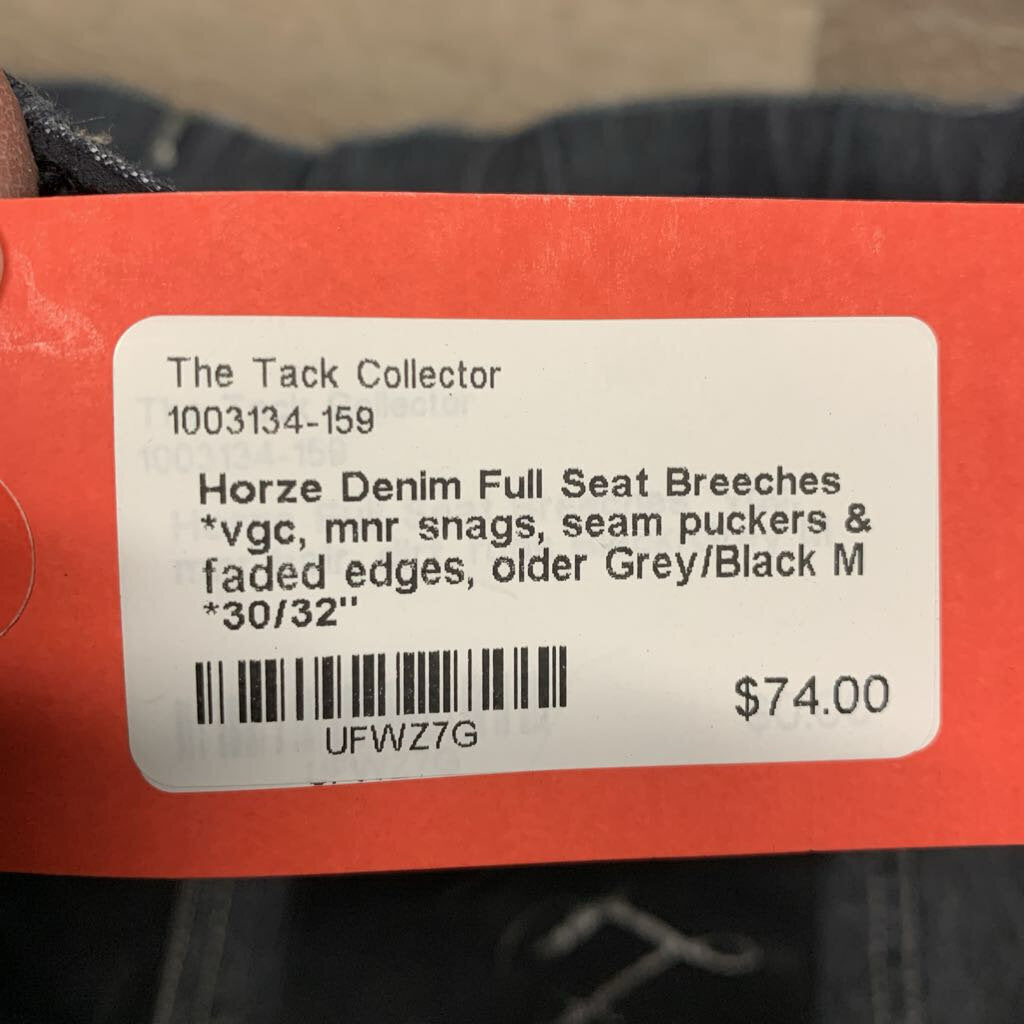 The Tack Collector
1003134-159
Horze Denim Full Seat Breeches
*vgc, mnr snags, seam puckers &
faded edges, older Grey/Black M
*30/32"
UFWZ7G
$74.00